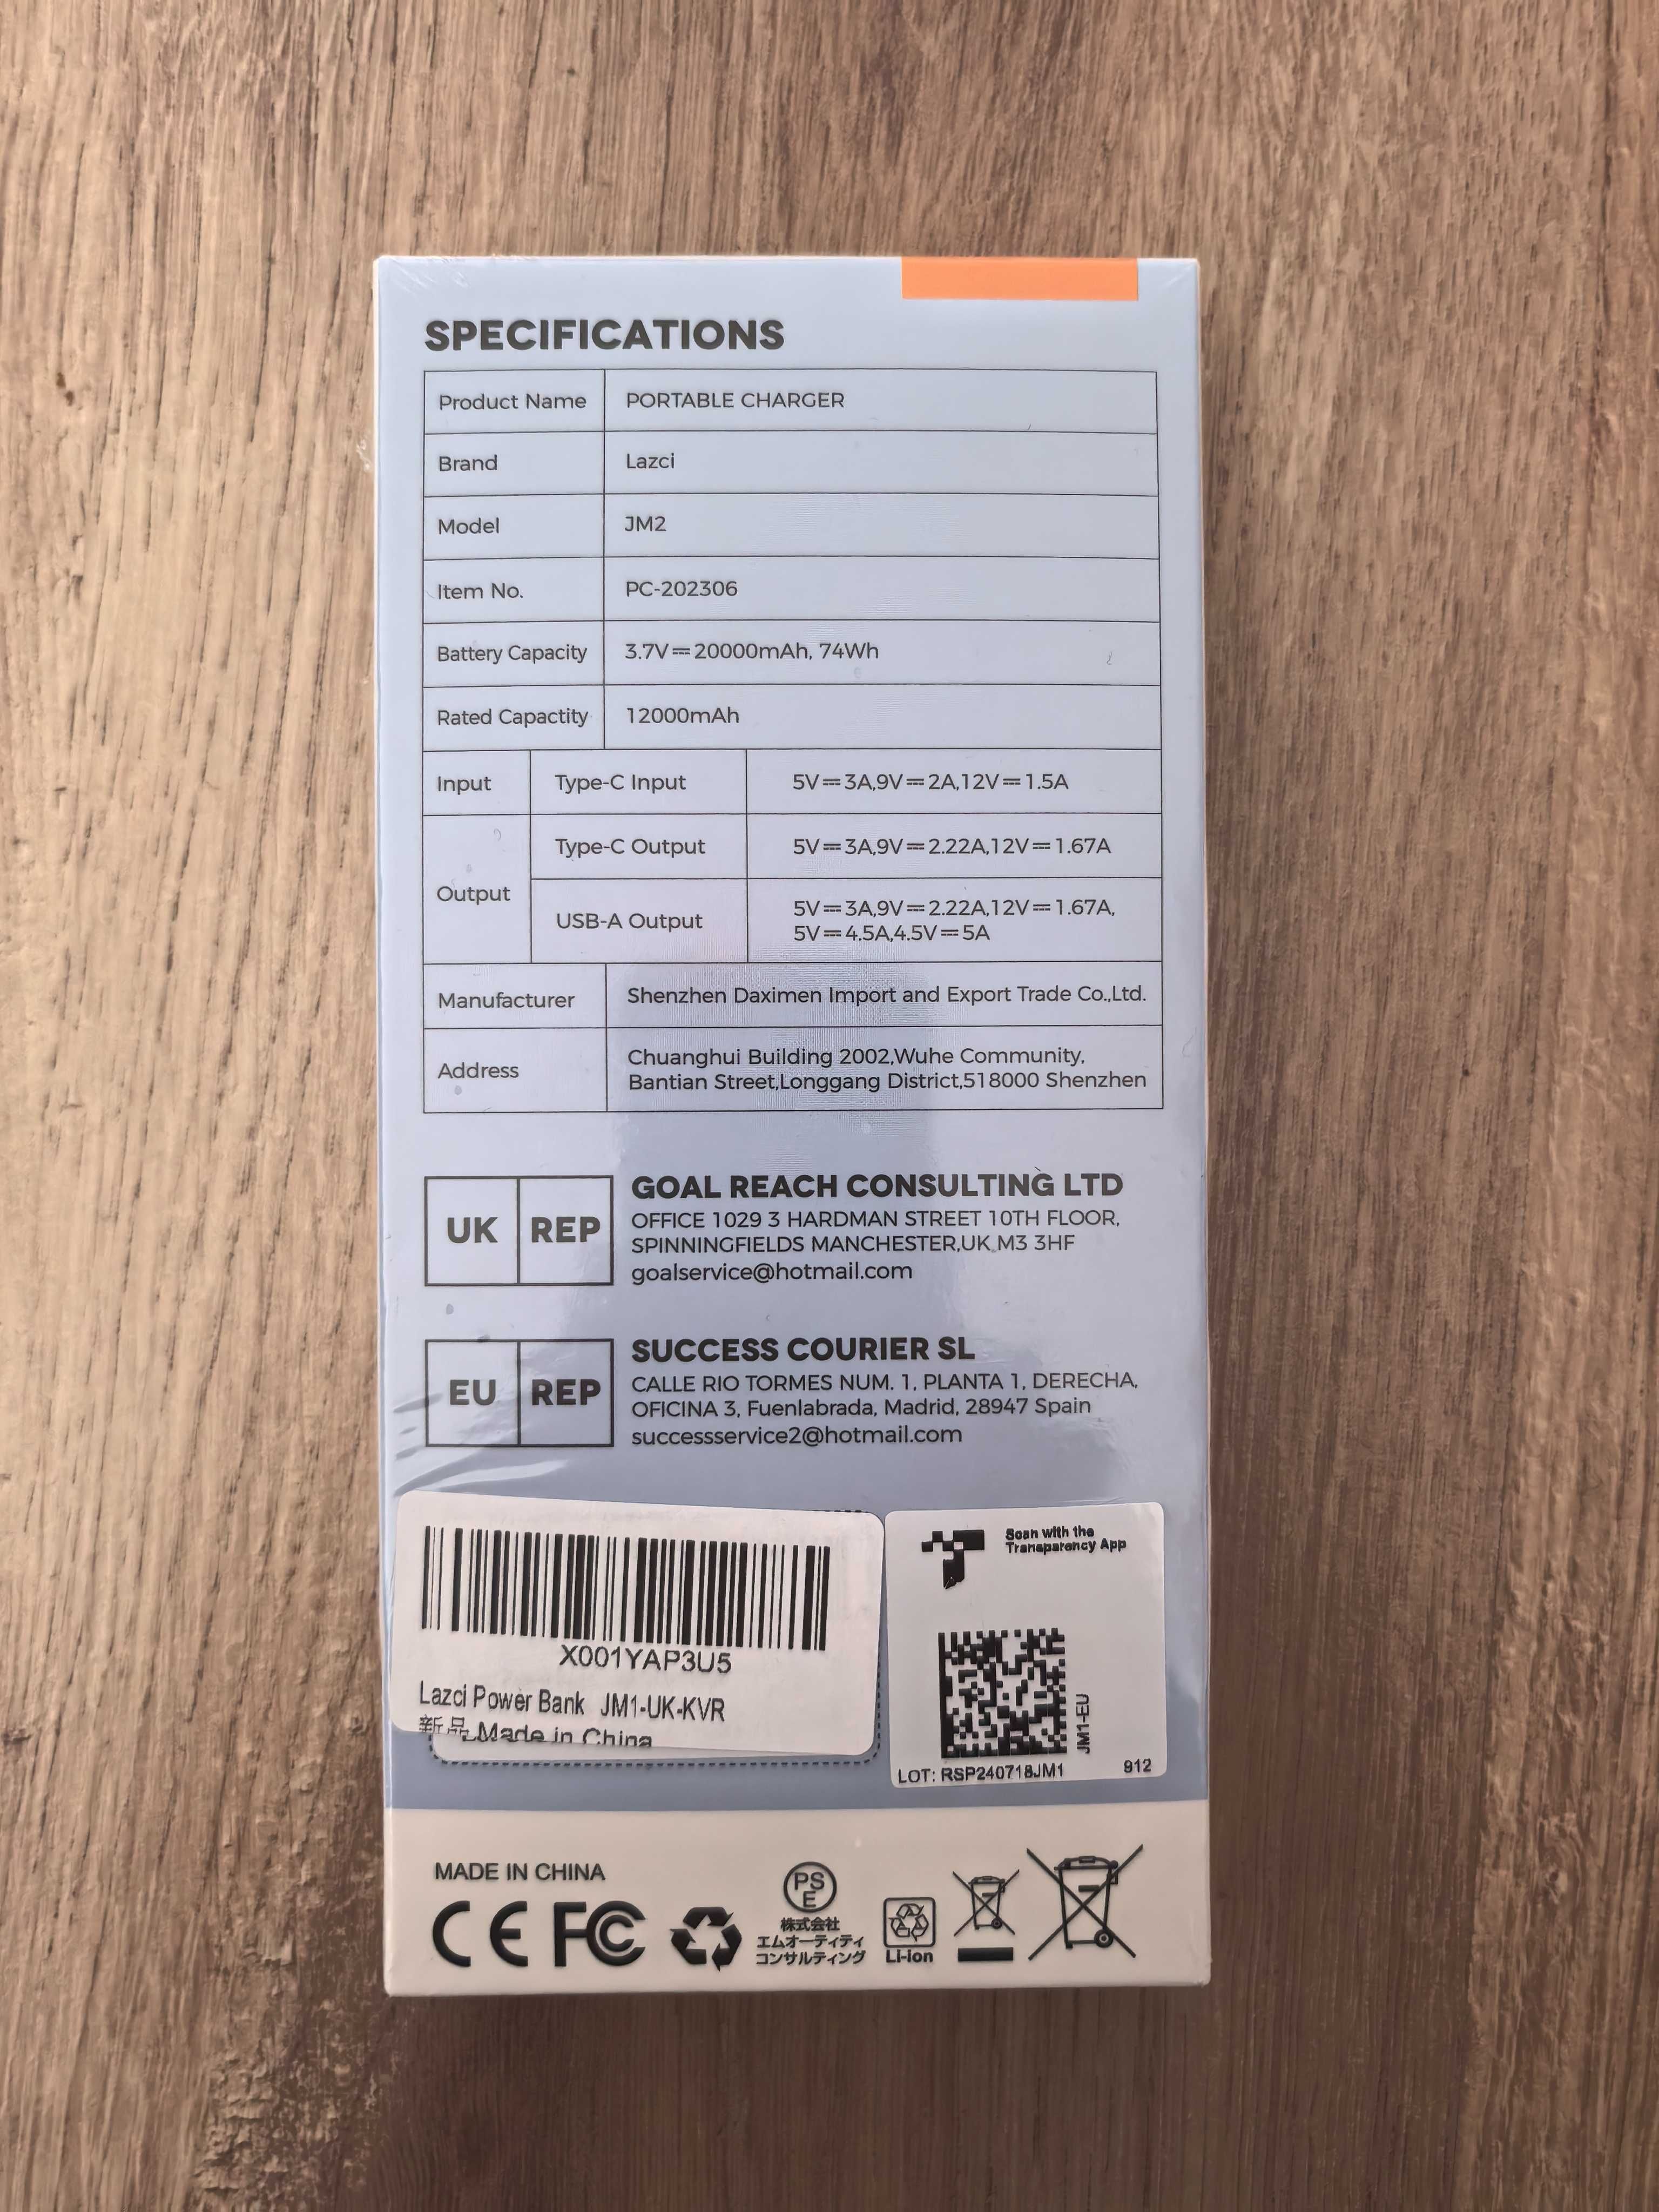 SPECIFICATIONS
Product Name PORTABLE CHARGER
Brand Lazci
Model JM2
Item No. PC-202306
Battery Capacity 3.7V⎓20000mAh, 74Wh
Rated Capactity 12000mAh
Input Type-C Input 5V⎓3A,9V⎓2A,12V⎓1.5A
Output
Type-C Output 5V⎓3A,9V⎓2.22A,12V⎓1.67A
USB-A Output 5V⎓3A,9V⎓2.22A,12V⎓1.67A,
5V⎓4.5A,4.5V⎓5A
Manufacturer Shenzhen Daximen Import and Export Trade Co.,Ltd.
Address Chuanghui Building 2002,Wuhe Community,
Bantian Street,Longgang District,518000 Shenzhen
UK REP
GOAL REACH CONSULTING LTD
OFFICE 1029 3 HARDMAN STREET 10TH FLOOR,
SPINNINGFIELDS MANCHESTER,UK,M3 3HF
goalservice@hotmail.com
EU REP
SUCCESS COURIER SL
CALLE RIO TORMES NUM. 1, PLANTA 1, DERECHA,
OFICINA 3, Fuenlabrada, Madrid, 28947 Spain
successservice2@hotmail.com
X001YAP3U5
Lazci Power Bank JM1-UK-KVR
新品 Made in China
Scan with the
Transparency App
JM1-EU
LOT: RSP240718JM1 912
MADE IN CHINA
CE FC
PSE
株式会社
エムオーティティ
コンサルティング
Li-ion